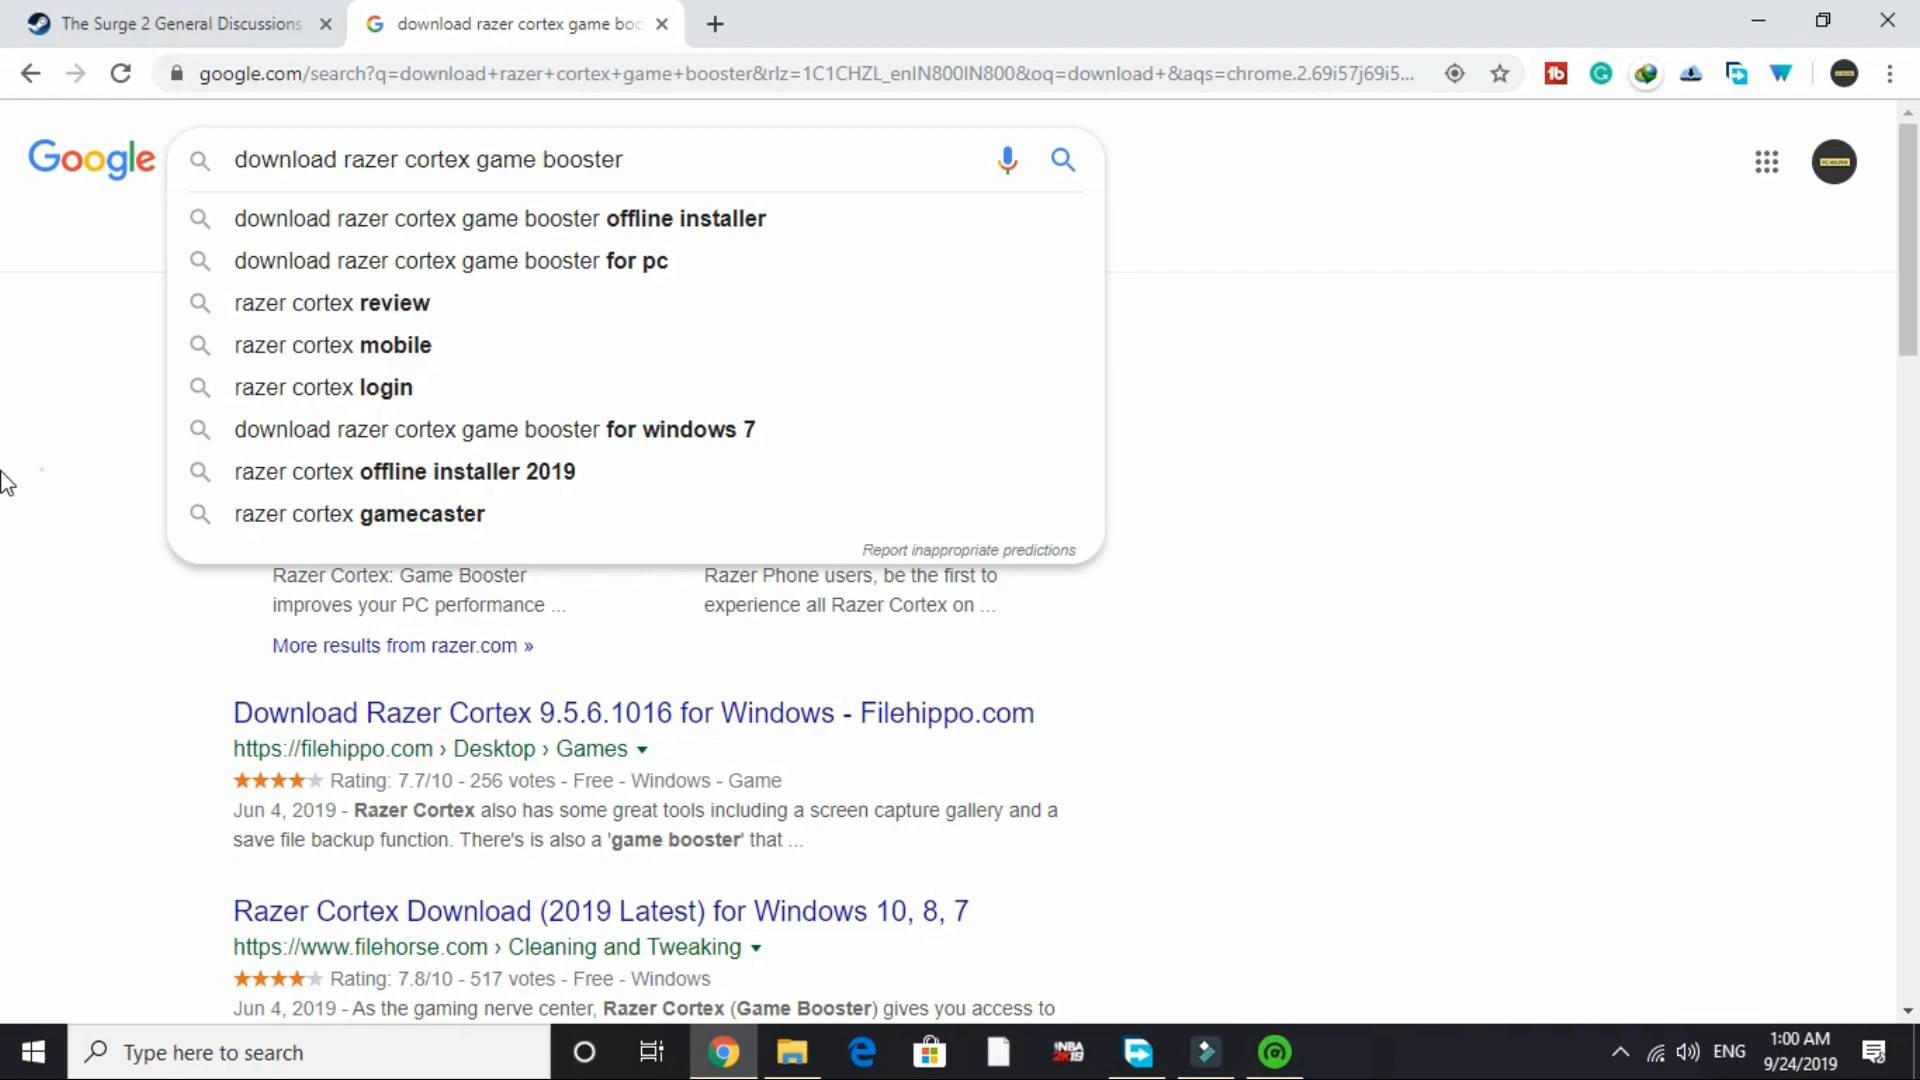 The Surge 2 General Discussions
download razer cortex game boo
google.com/search?q=download+razer+cortex+game+booster&rlz=1C1CHZL_enIN800IN800&oq=download+&aqs=chrome.2.69i57j69i5...
Google
download razer cortex game booster
PC HELPER
download razer cortex game booster offline installer
download razer cortex game booster for pc
razer cortex review
razer cortex mobile
razer cortex login
download razer cortex game booster for windows 7
razer cortex offline installer 2019
razer cortex gamecaster
Report inappropriate predictions
Razer Cortex: Game Booster
improves your PC performance ...
Razer Phone users, be the first to
experience all Razer Cortex on ...
More results from razer.com »
Download Razer Cortex 9.5.6.1016 for Windows - Filehippo.com
https://filehippo.com › Desktop › Games
Rating: 7.7/10 - 256 votes - Free - Windows - Game
Jun 4, 2019 - Razer Cortex also has some great tools including a screen capture gallery and a
save file backup function. There's is also a 'game booster' that ...
Razer Cortex Download (2019 Latest) for Windows 10, 8, 7
https://www.filehorse.com › Cleaning and Tweaking
Rating: 7.8/10 - 517 votes - Free - Windows
Jun 4, 2019 - As the gaming nerve center, Razer Cortex (Game Booster) gives you access to
Type here to search
NBA
2K19
ENG
1:00 AM
9/24/2019